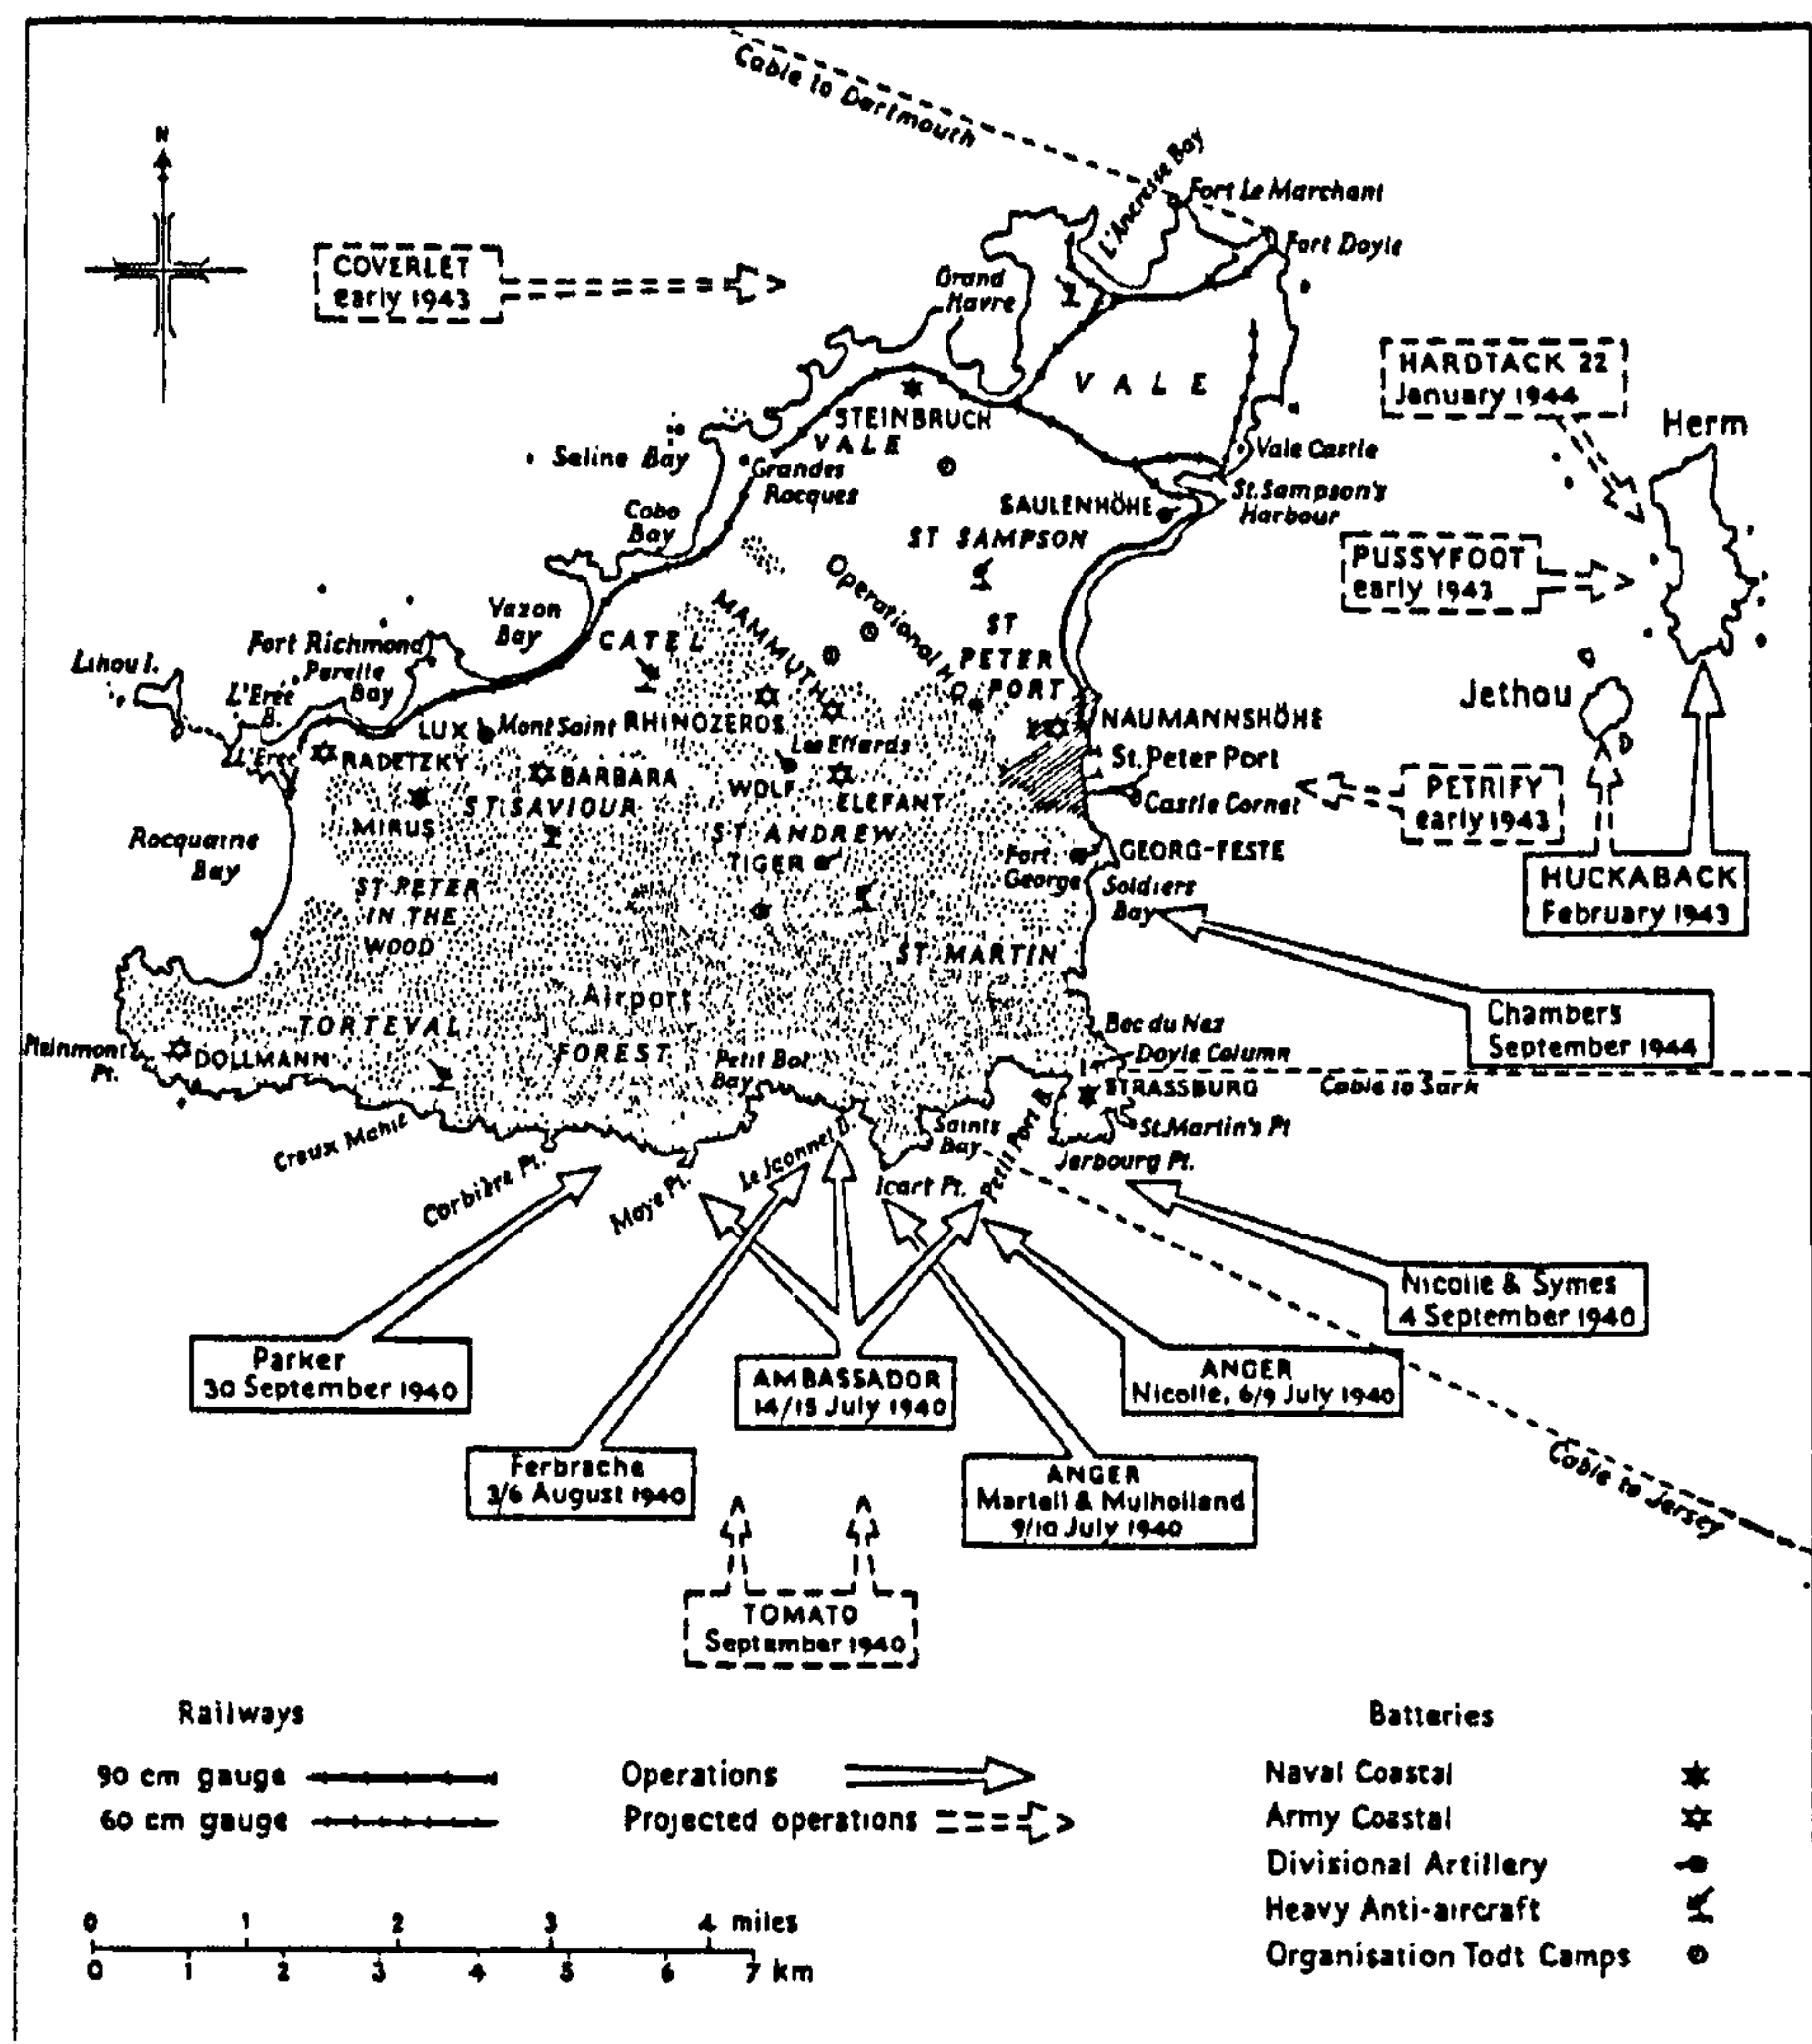 Cable to Dartmouth
N
L'Ancresse Bay
Fort Le Marchant
Fort Doyle
COVERLET
early 1943
Grand
Havre
HARDTACK 22
January 1944
VALE
Herm
STEINBRUCH
VALE
Saline Bay
Grandes
Rocques
Vale Castle
St. Sampson's
Harbour
Cobo
Bay
SAULENHÖHE
ST SAMPSON
PUSSYFOOT
early 1943
Operational HQ
MAMMUTH
Vazon
Bay
CATEL
ST
PETER
PORT
Fort Richmond
Perelle
Bay
Lihou I.
L'Eree
B.
L'Eree
Jethou
LUX
Mont Saint
RHINOZEROS
NAUMANNSHÖHE
RADETZKY
Les Effards
St. Peter Port
BARBARA
WOLF
ELEFANT
Castle Cornet
PETRIFY
early 1943
ST SAVIOUR
MIRUS
ST ANDREW
Rocquaine
Bay
TIGER
Fort
George
GEORG-FESTE
Soldiers
Bay
HUCKABACK
February 1943
ST PETER
IN THE
WOOD
ST MARTIN
Airport
Chambers
September 1944
TORTEVAL
Bec du Nez
Doyle Column
Pleinmont
Pt.
DOLLMANN
FOREST
Petit Bot
Bay
STRASSBURG
Cable to Sark
Saints
Bay
Petit Port B.
St. Martin's Pt
Jerbourg Pt.
Creux Mahie
Corbière Pt.
Moye Pt.
Le Jaonnet B.
Icart Pt.
Nicolle & Symes
4 September 1940
Parker
30 September 1940
AMBASSADOR
14/15 July 1940
ANGER
Nicolle, 6/9 July 1940
Ferbrache
3/6 August 1940
ANGER
Martell & Mulholland
9/10 July 1940
Cable to Jersey
TOMATO
September 1940
Railways
90 cm gauge
60 cm gauge
Operations
Projected operations
Batteries
Naval Coastal
Army Coastal
Divisional Artillery
Heavy Anti-aircraft
Organisation Todt Camps
0 1 2 3 4 miles
0 1 2 3 4 5 6 7 km